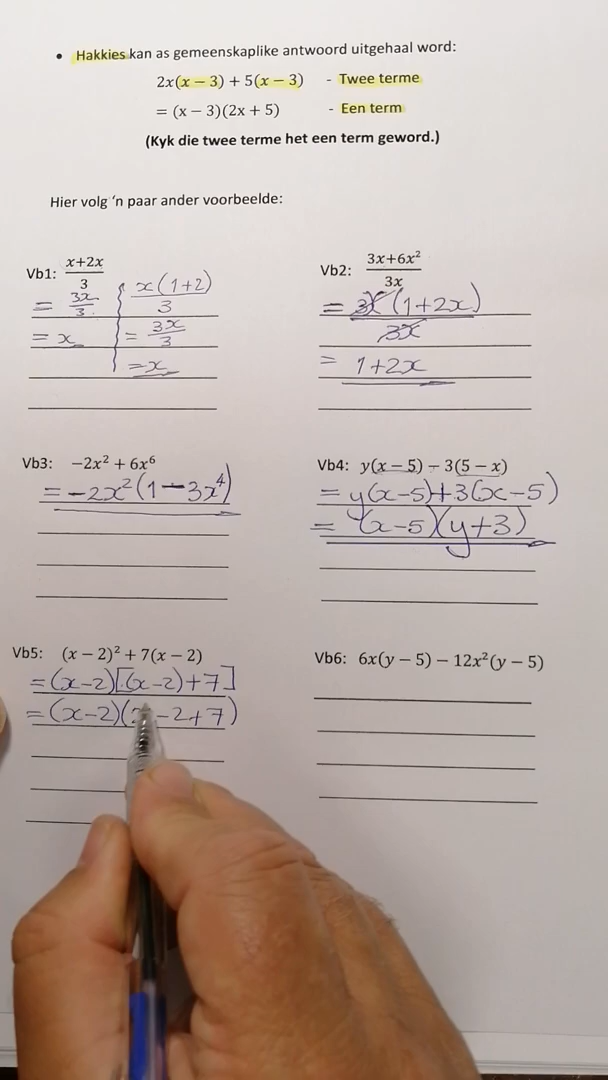 • Hakkies kan as gemeenskaplike antwoord uitgehaal word:
2x(x – 3) + 5(x – 3) - Twee terme
= (x – 3)(2x + 5) - Een term
(Kyk die twee terme het een term geword.)
Hier volg 'n paar ander voorbeelde:
Vb1: x+2x / 3
= 3x / 3
= x
x(1+2) / 3
= 3x / 3
= x
Vb2: 3x+6x² / 3x
= 3x(1+2x) / 3x
= 1+2x
Vb3: −2x² + 6x⁶
= −2x²(1−3x⁴)
Vb4: y(x – 5) – 3(5 – x)
= y(x−5)+3(x−5)
= (x−5)(y+3)
Vb5: (x – 2)² + 7(x – 2)
= (x−2)[(x−2)+7]
= (x−2)( −2+7)
Vb6: 6x(y – 5) – 12x²(y – 5)